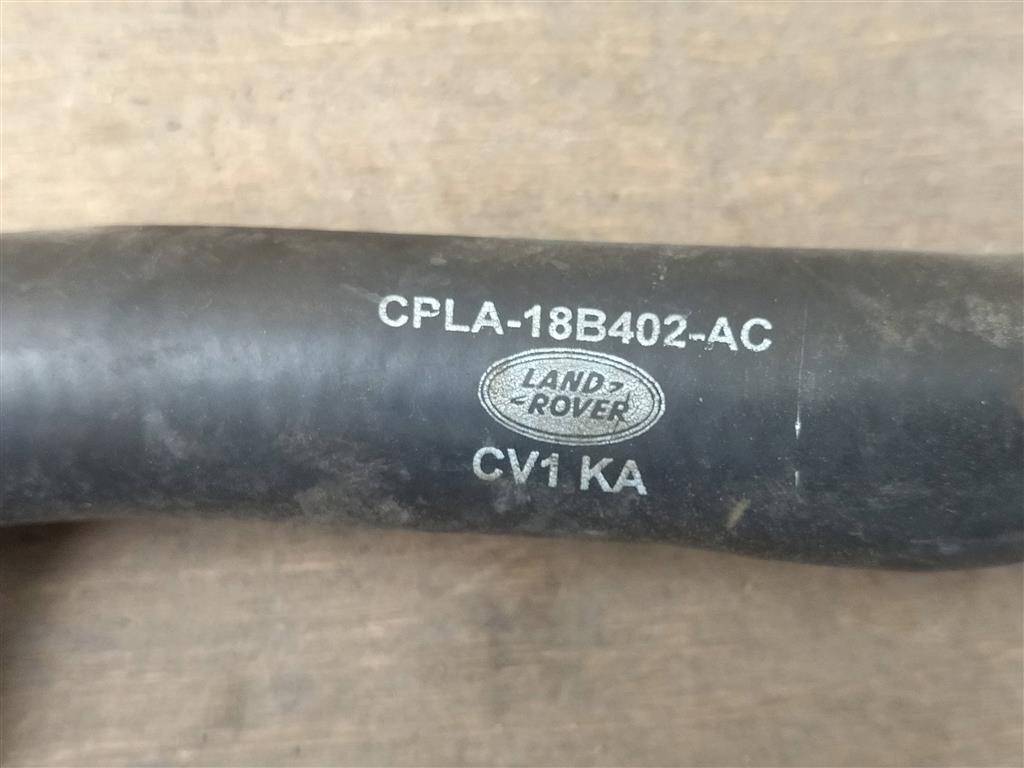 CPLA-18B402-AC
LAND
ROVER
CV1 KA